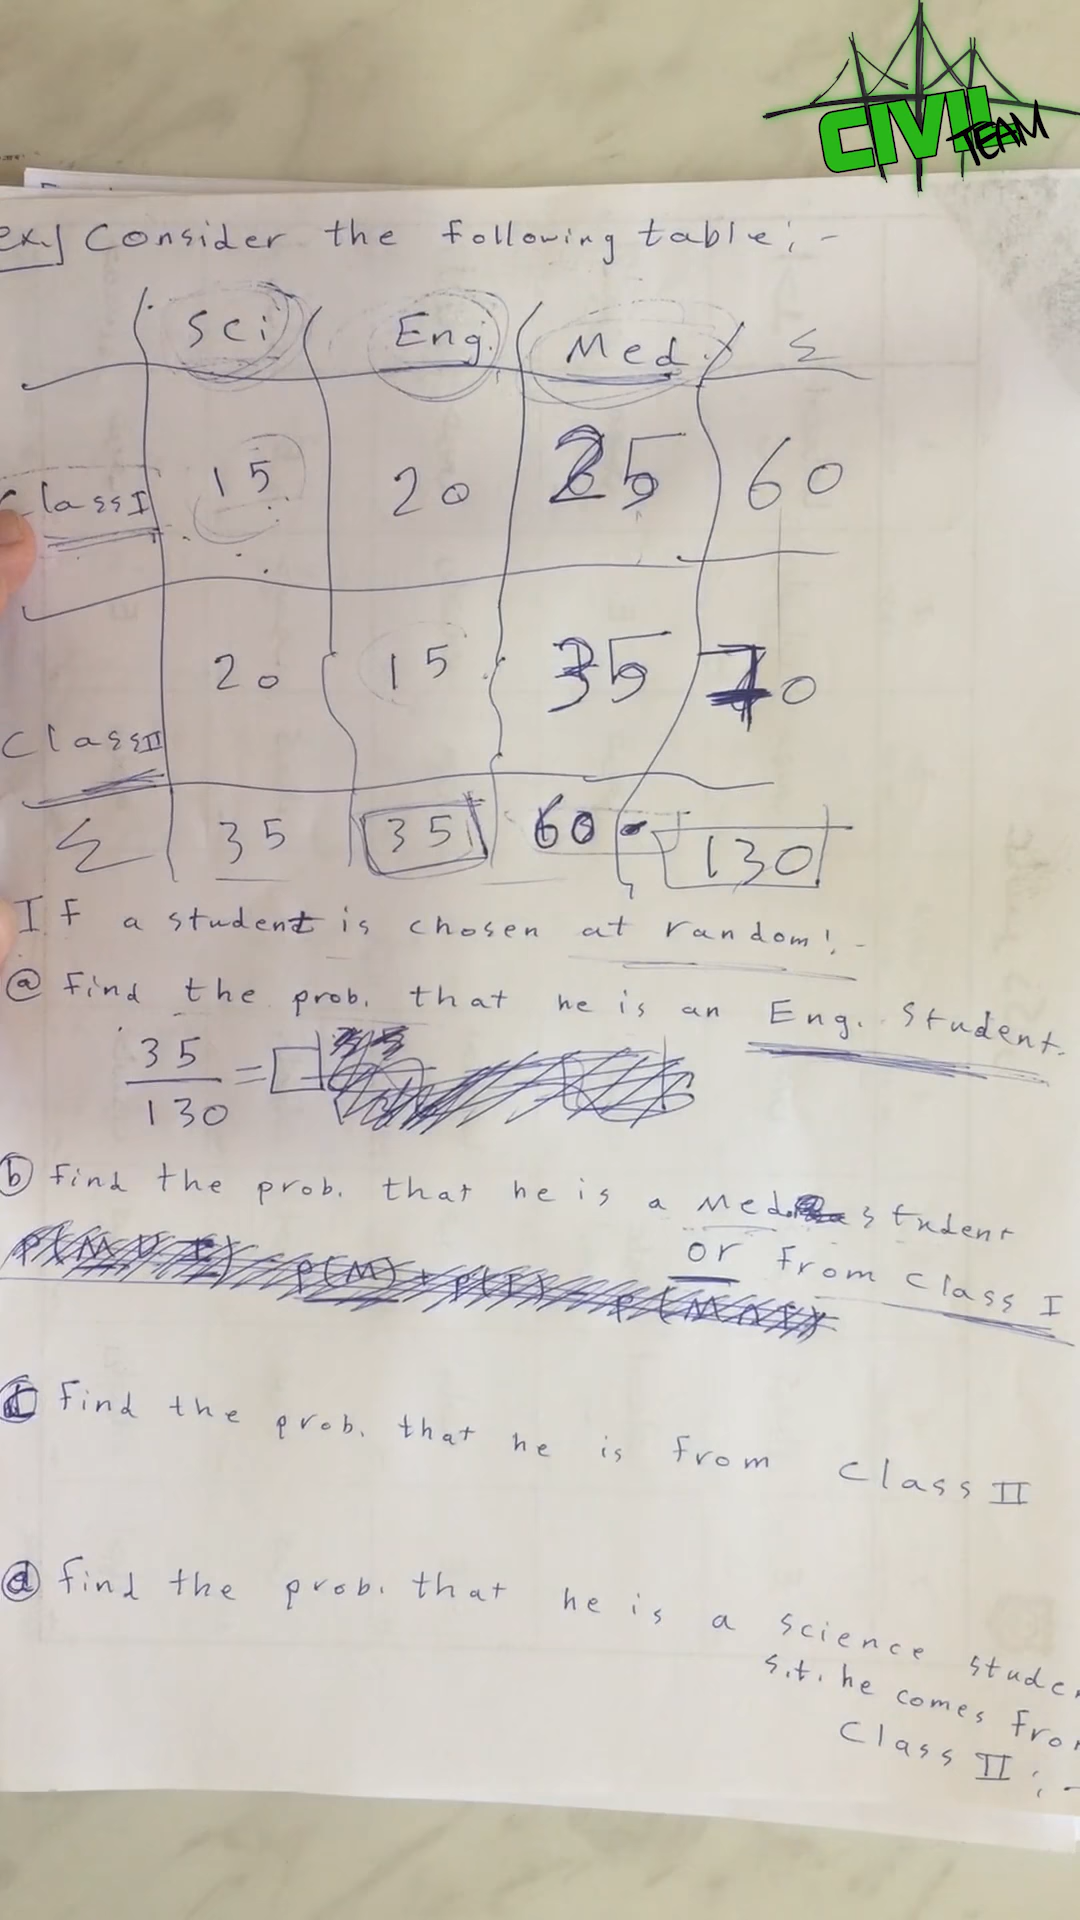 CIVIL
TEAM
ex.] Consider the following table:-
Sci Eng. Med. Σ
Class I 15 20 25 60
20 15 35 70
Class II
Σ 35 35 60 130
If a student is chosen at random:-
(a) Find the prob. that he is an Eng. Student.
35
130 =
(b) Find the prob. that he is a Med. student
or from Class I
P(M U I) = P(M) + P(I) - P(M∩I)
Find the prob. that he is from Class II
(d) Find the prob. that he is a science
s.t. he comes
Class II :-